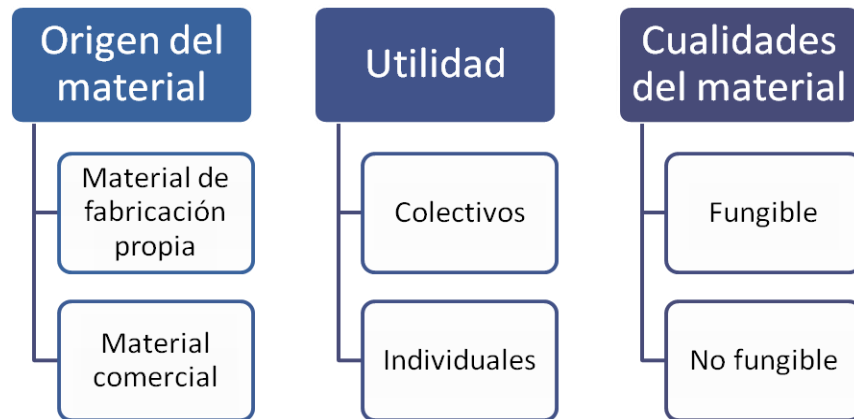 Origen del
material
Material de
fabricación
propia
Material
comercial
Utilidad
Colectivos
Individuales
Cualidades
del material
Fungible
No fungible